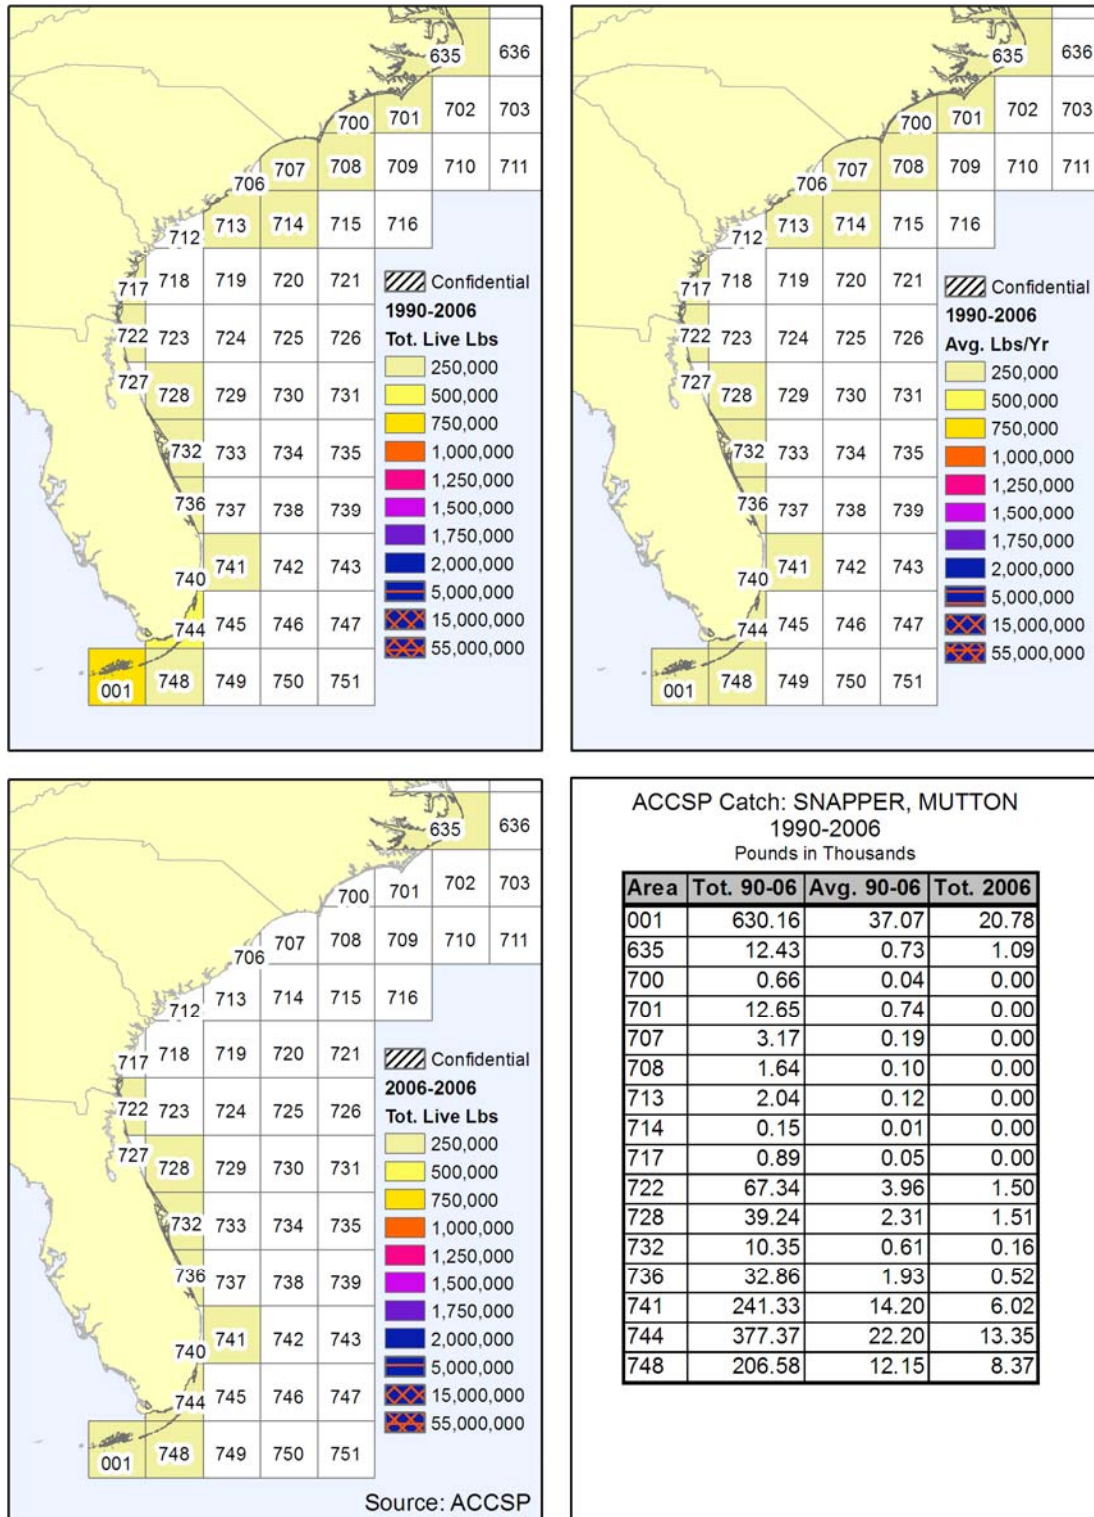 635 636
700 701 702 703
706 707 708 709 710 711
712 713 714 715 716
717 718 719 720 721
722 723 724 725 726
727 728 729 730 731
732 733 734 735
736 737 738 739
740 741 742 743
744 745 746 747
001 748 749 750 751
Confidential
1990-2006
Tot. Live Lbs
250,000
500,000
750,000
1,000,000
1,250,000
1,500,000
1,750,000
2,000,000
5,000,000
15,000,000
55,000,000
635 636
700 701 702 703
706 707 708 709 710 711
712 713 714 715 716
717 718 719 720 721
722 723 724 725 726
727 728 729 730 731
732 733 734 735
736 737 738 739
740 741 742 743
744 745 746 747
001 748 749 750 751
Confidential
1990-2006
Avg. Lbs/Yr
250,000
500,000
750,000
1,000,000
1,250,000
1,500,000
1,750,000
2,000,000
5,000,000
15,000,000
55,000,000
635 636
700 701 702 703
706 707 708 709 710 711
712 713 714 715 716
717 718 719 720 721
722 723 724 725 726
727 728 729 730 731
732 733 734 735
736 737 738 739
740 741 742 743
744 745 746 747
001 748 749 750 751
Confidential
2006-2006
Tot. Live Lbs
250,000
500,000
750,000
1,000,000
1,250,000
1,500,000
1,750,000
2,000,000
5,000,000
15,000,000
55,000,000
Source: ACCSP
ACCSP Catch: SNAPPER, MUTTON
1990-2006
Pounds in Thousands
Area Tot. 90-06 Avg. 90-06 Tot. 2006
001 630.16 37.07 20.78
635 12.43 0.73 1.09
700 0.66 0.04 0.00
701 12.65 0.74 0.00
707 3.17 0.19 0.00
708 1.64 0.10 0.00
713 2.04 0.12 0.00
714 0.15 0.01 0.00
717 0.89 0.05 0.00
722 67.34 3.96 1.50
728 39.24 2.31 1.51
732 10.35 0.61 0.16
736 32.86 1.93 0.52
741 241.33 14.20 6.02
744 377.37 22.20 13.35
748 206.58 12.15 8.37